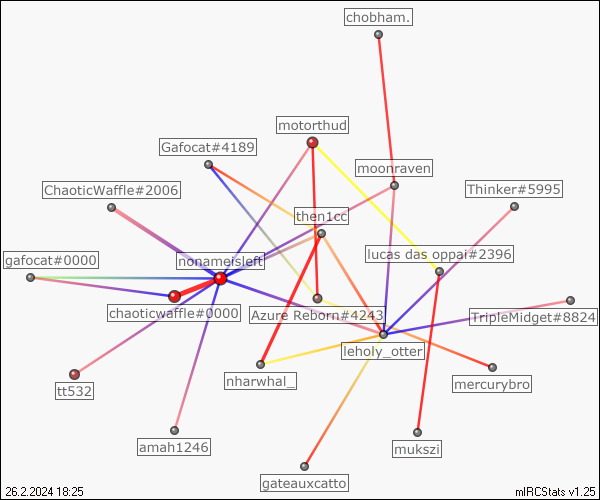 chobham.
motorthud
Gafocat#4189
moonraven
ChaoticWaffle#2006
Thinker#5995
then1cc
gafocat#0000
nonameisleft
lucas das oppai#2396
chaoticwaffle#0000
Azure Reborn#4243
TripleMidget#8824
leholy_otter
tt532
nharwhal_
mercurybro
amah1246
mukszi
gateauxcatto
26.2.2024 18:25
mIRCStats v1.25